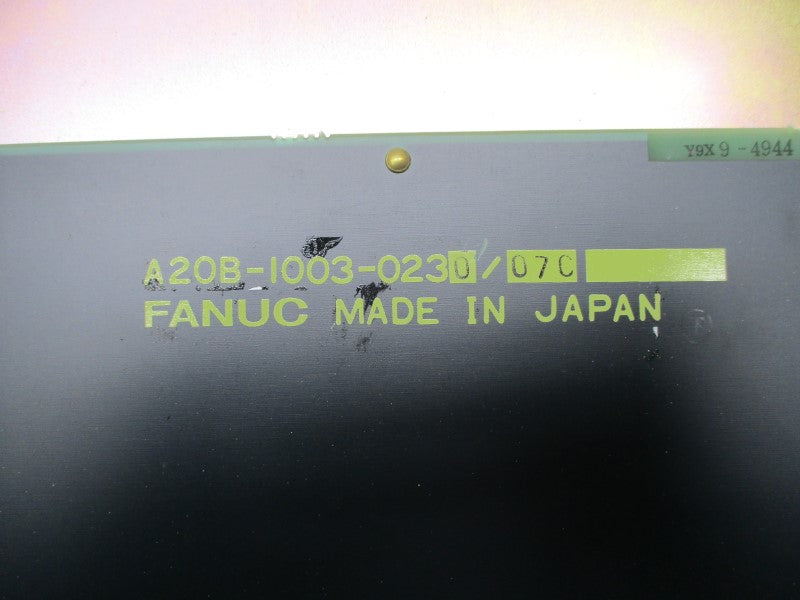 Y9X 9 - 4944
A20B-1003-0230/07C
FANUC MADE IN JAPAN